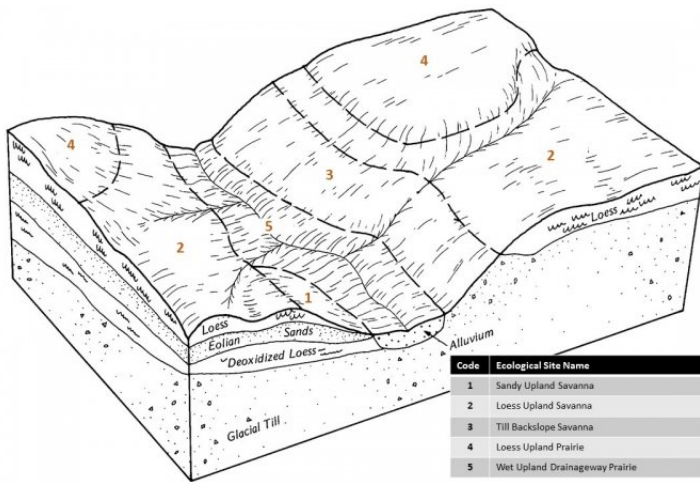 4
4
2
3
5
2
1
Loess
Loess
Eolian Sands
Deoxidized Loess
Alluvium
Glacial Till
Code Ecological Site Name
1 Sandy Upland Savanna
2 Loess Upland Savanna
3 Till Backslope Savanna
4 Loess Upland Prairie
5 Wet Upland Drainageway Prairie